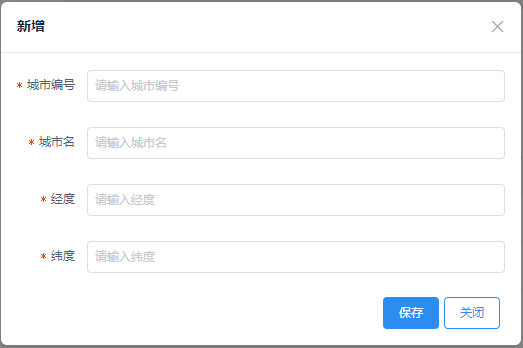 新增
* 城市编号 请输入城市编号
* 城市名 请输入城市名
* 经度 请输入经度
* 纬度 请输入纬度
保存 关闭